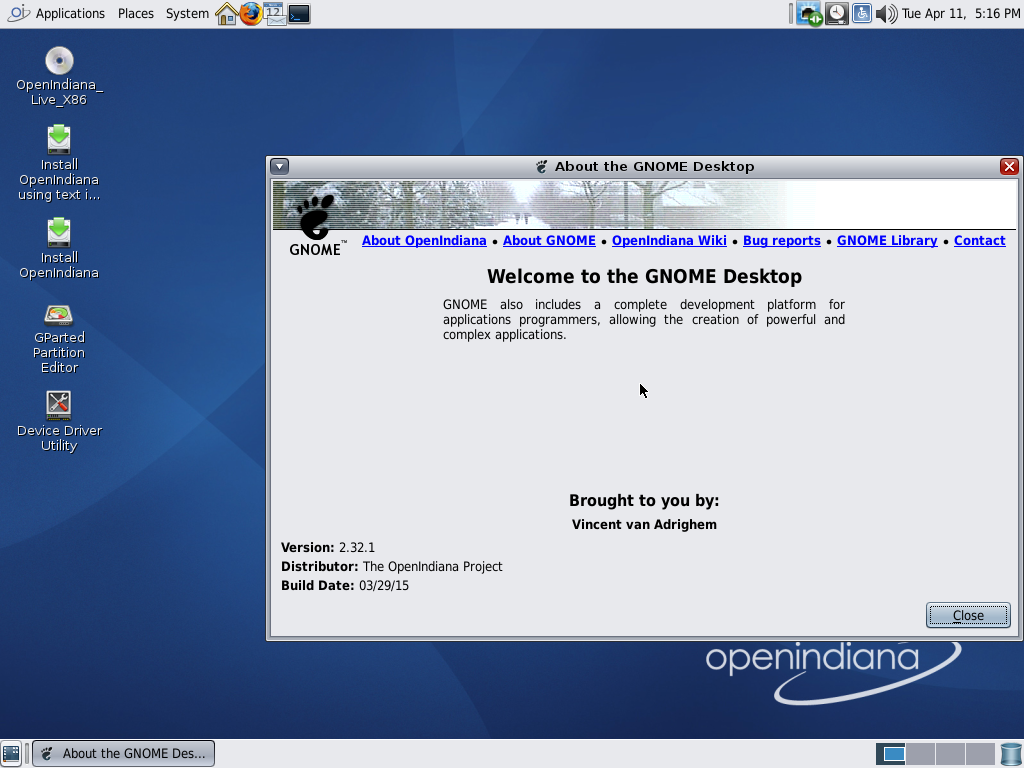 Applications Places System 12 Tue Apr 11, 5:16 PM
OpenIndiana_
Live_X86
Install
OpenIndiana
using text i...
Install
OpenIndiana
GParted
Partition
Editor
Device Driver
Utility
About the GNOME Desktop
GNOME™
About OpenIndiana • About GNOME • OpenIndiana Wiki • Bug reports • GNOME Library • Contact
Welcome to the GNOME Desktop
GNOME also includes a complete development platform for
applications programmers, allowing the creation of powerful and
complex applications.
Brought to you by:
Vincent van Adrighem
Version: 2.32.1
Distributor: The OpenIndiana Project
Build Date: 03/29/15
Close
openindiana
About the GNOME Des...